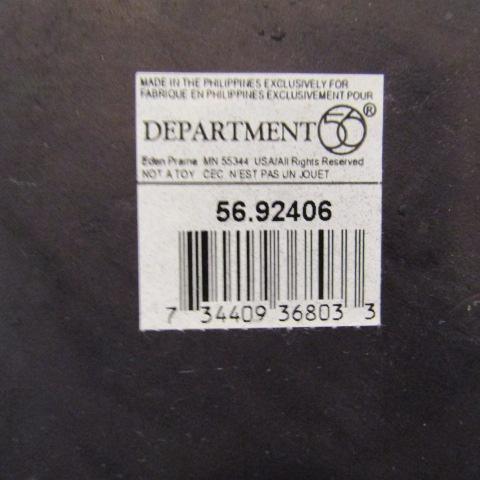 MADE IN THE PHILIPPINES EXCLUSIVELY FOR
FABRIQUE EN PHILIPPINES EXCLUSIVEMENT POUR
DEPARTMENT 56®
Eden Prairie MN 55344 USA/All Rights Reserved
NOT A TOY CECI N'EST PAS UN JOUET
56.92406
7 34409 36803 3